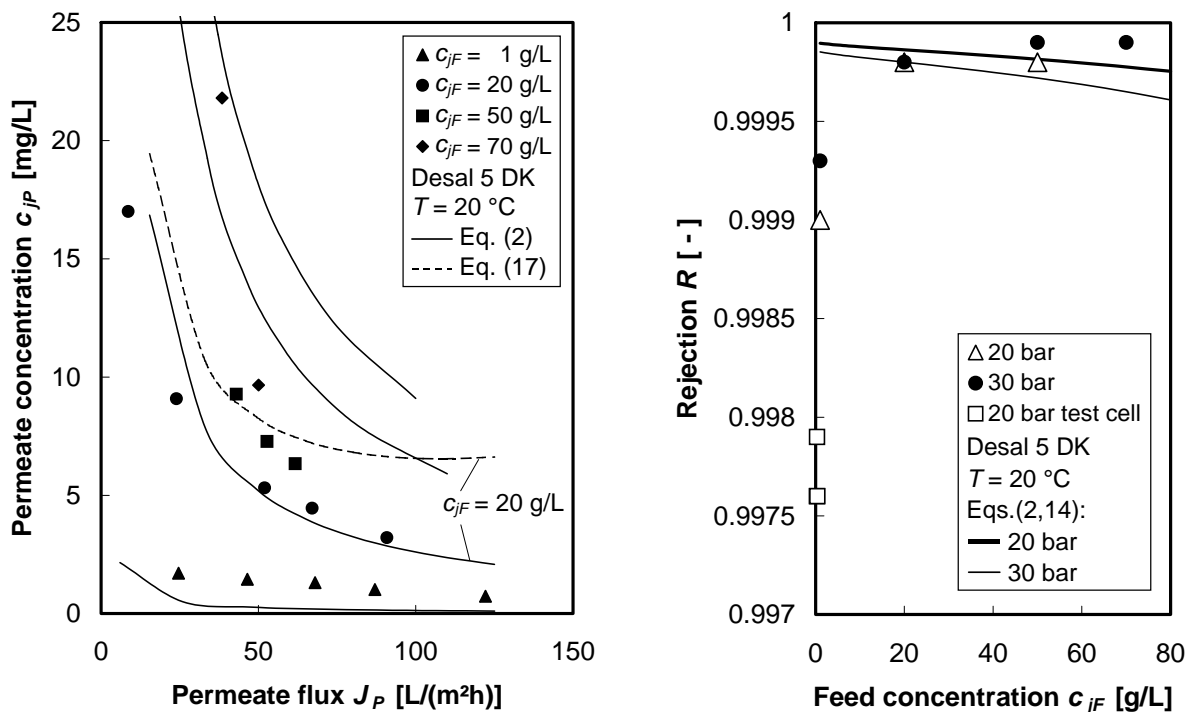 25
20
15
10
5
0
0
50
100
150
Permeate concentration c_jP [mg/L]
Permeate flux J_P [L/(m²h)]
c_jF = 1 g/L
c_jF = 20 g/L
c_jF = 50 g/L
c_jF = 70 g/L
Desal 5 DK
T = 20 °C
Eq. (2)
Eq. (17)
c_jF = 20 g/L
1
0.9995
0.999
0.9985
0.998
0.9975
0.997
0
20
40
60
80
Rejection R [ - ]
Feed concentration c_jF [g/L]
20 bar
30 bar
20 bar test cell
Desal 5 DK
T = 20 °C
Eqs.(2,14):
20 bar
30 bar